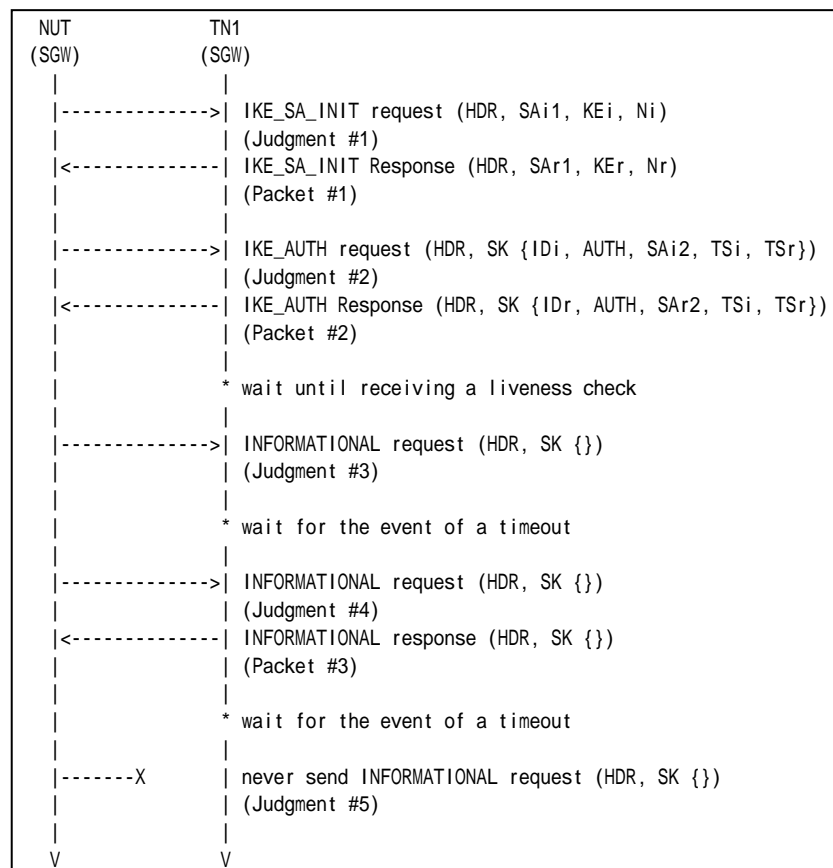 NUT TN1
(SGW) (SGW)
| |
|-------------->| IKE_SA_INIT request (HDR, SAi1, KEi, Ni)
| | (Judgment #1)
|<--------------| IKE_SA_INIT Response (HDR, SAr1, KEr, Nr)
| | (Packet #1)
| |
|-------------->| IKE_AUTH request (HDR, SK {IDi, AUTH, SAi2, TSi, TSr})
| | (Judgment #2)
|<--------------| IKE_AUTH Response (HDR, SK {IDr, AUTH, SAr2, TSi, TSr})
| | (Packet #2)
| |
| * wait until receiving a liveness check
| |
|-------------->| INFORMATIONAL request (HDR, SK {})
| | (Judgment #3)
| |
| * wait for the event of a timeout
| |
|-------------->| INFORMATIONAL request (HDR, SK {})
| | (Judgment #4)
|<--------------| INFORMATIONAL response (HDR, SK {})
| | (Packet #3)
| |
| * wait for the event of a timeout
| |
|-------X | never send INFORMATIONAL request (HDR, SK {})
| | (Judgment #5)
| |
V V